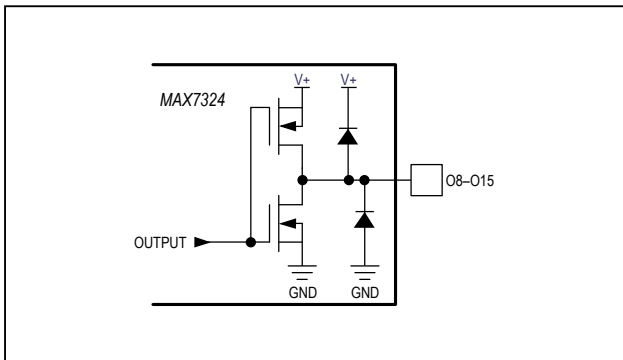 V+ V+
MAX7324
O8–O15
OUTPUT
GND GND